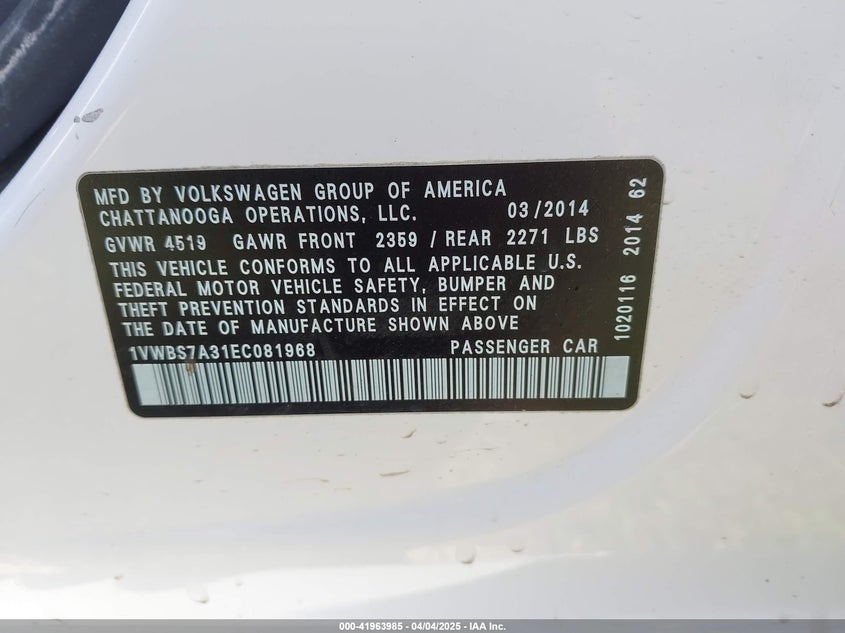 MFD BY VOLKSWAGEN GROUP OF AMERICA
CHATTANOOGA OPERATIONS, LLC. 03/2014
GVWR 4519 GAWR FRONT 2359 / REAR 2271 LBS
THIS VEHICLE CONFORMS TO ALL APPLICABLE U.S.
FEDERAL MOTOR VEHICLE SAFETY, BUMPER AND
THEFT PREVENTION STANDARDS IN EFFECT ON
THE DATE OF MANUFACTURE SHOWN ABOVE
1VWBS7A31EC081968 PASSENGER CAR
1020116 2014 62
000-41963985 - 04/04/2025 - IAA Inc.